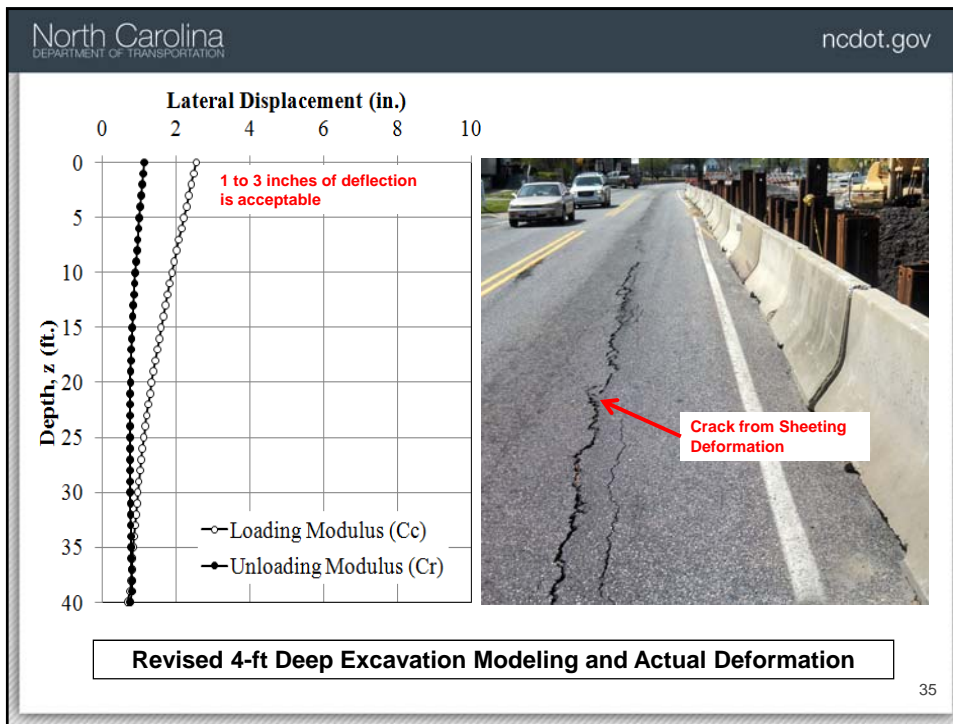 North Carolina
DEPARTMENT OF TRANSPORTATION
ncdot.gov
Lateral Displacement (in.)
0 2 4 6 8 10
0
5
10
15
20
25
30
35
40
Depth, z (ft.)
1 to 3 inches of deflection
is acceptable
Loading Modulus (Cc)
Unloading Modulus (Cr)
Crack from Sheeting
Deformation
Revised 4-ft Deep Excavation Modeling and Actual Deformation
35